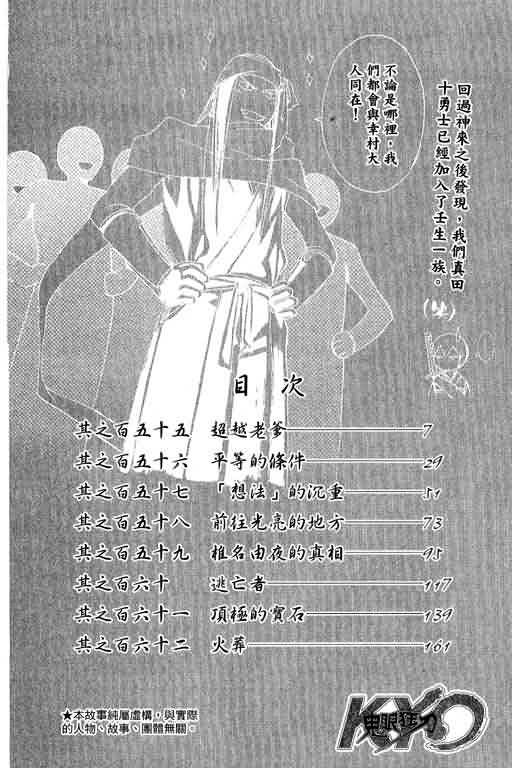 回過神來之後發現，我們真田
十勇士已經加入了壬生一族。
(尘)
不論是哪裡，我
們都會與幸村大
人同在！
目次
其之百五十五 超越老爹 7
其之百五十六 平等的條件 29
其之百五十七 「想法」的沉重 51
其之百五十八 前往光亮的地方 73
其之百五十九 椎名由夜的真相 95
其之百六十 逃亡者 117
其之百六十一 頂極的寶石 139
其之百六十二 火葬 161
★本故事純屬虛構，與實際
的人物、故事、團體無關。
鬼眼狂刀
KYO